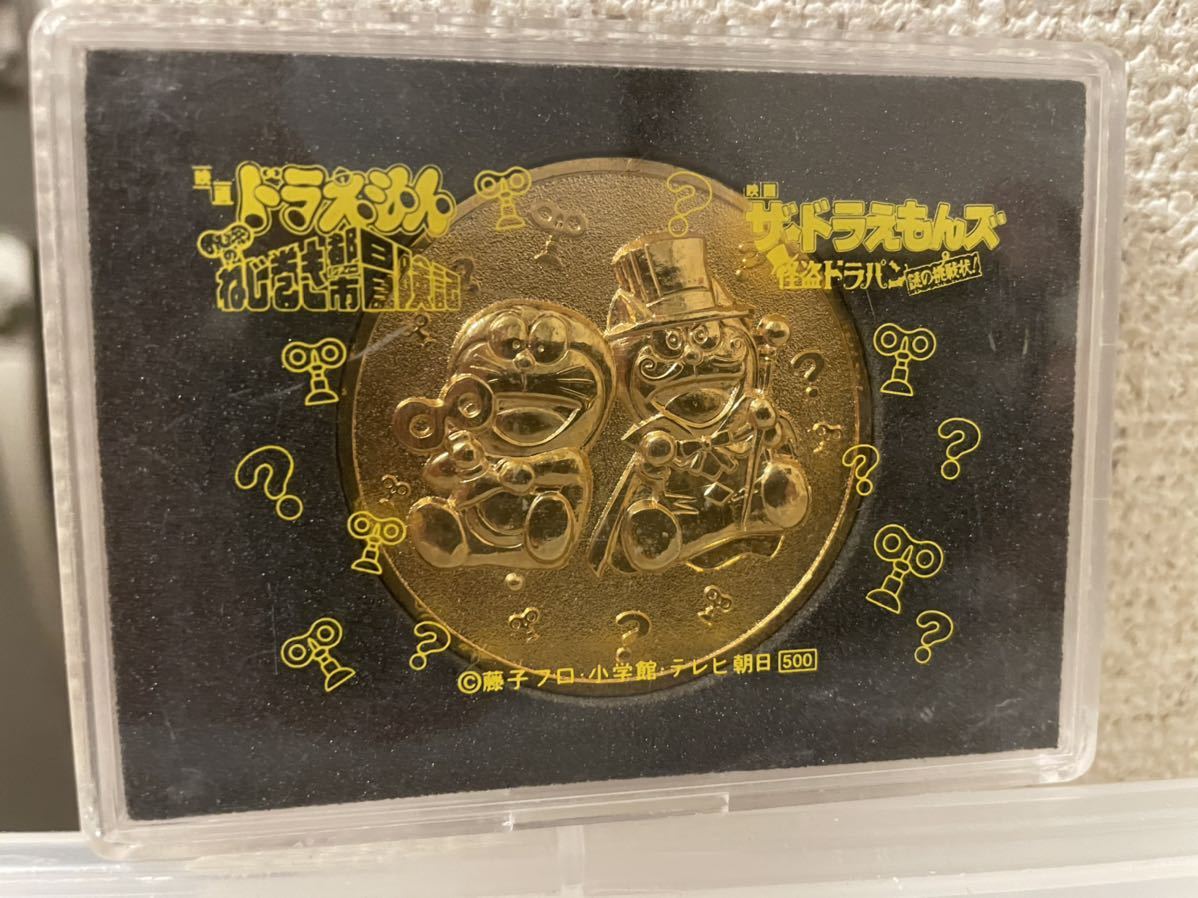 映画
ドラえもん
のび太の
ねじまき都市冒険記
映画
ザ・ドラえもんズ
怪盗ドラパン謎の挑戦状!
©藤子プロ・小学館・テレビ朝日 500